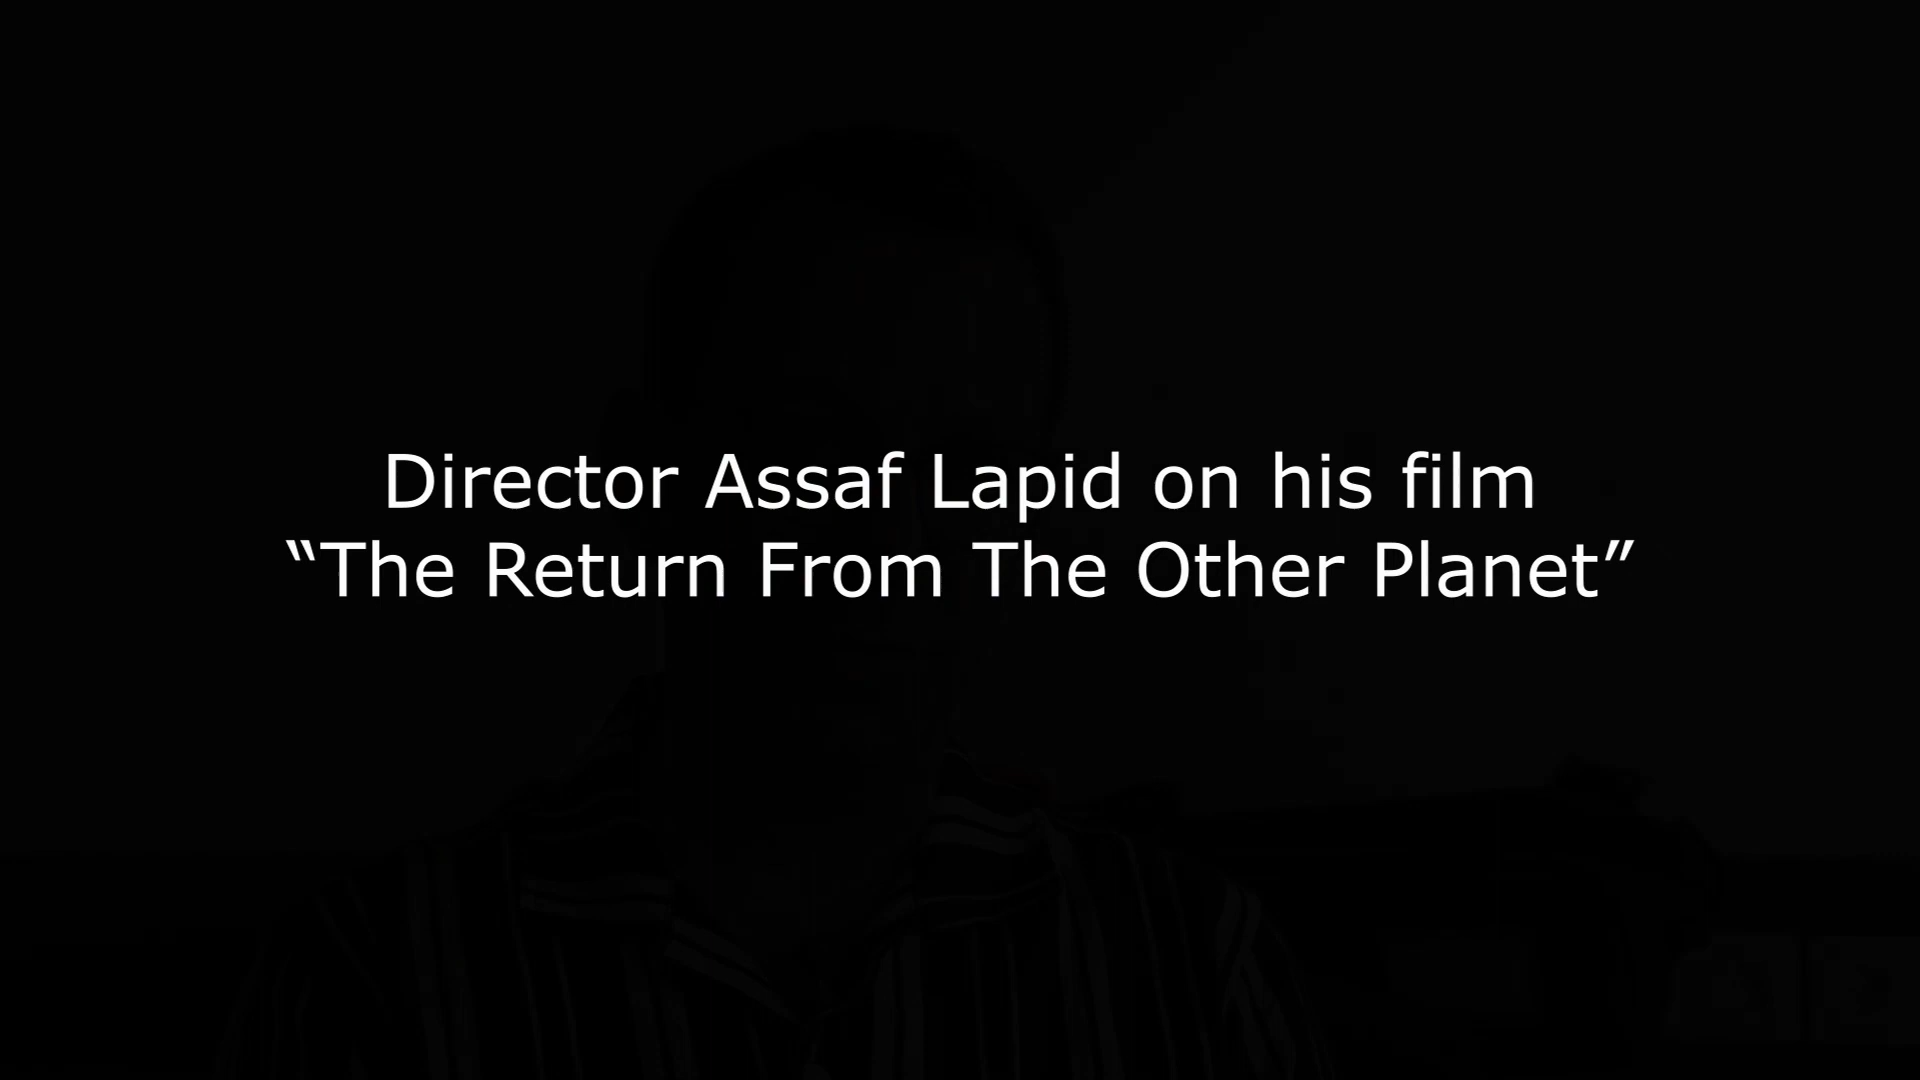 Director Assaf Lapid on his film
“The Return From The Other Planet”